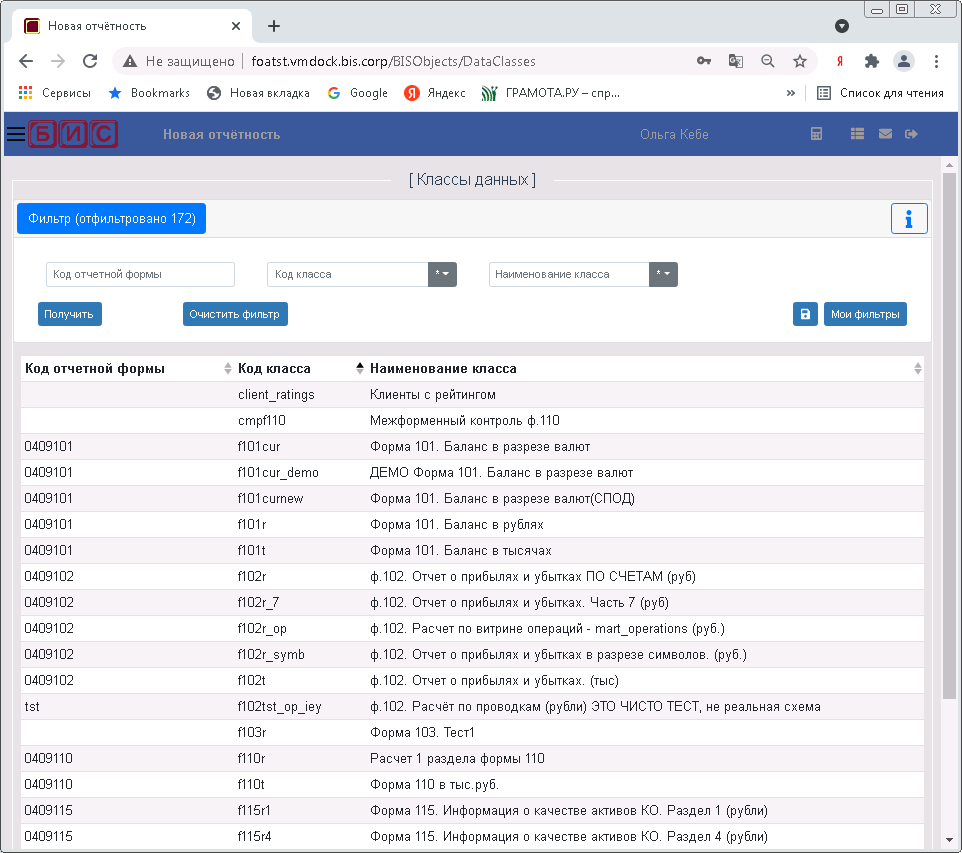 Новая отчётность
Не защищено foatst.vmdock.bis.corp/BISObjects/DataClasses Я
Сервисы Bookmarks Новая вкладка Google Я Яндекс ГРАМОТА.РУ – спр... » Список для чтения
БИС Новая отчётность Ольга Кебе
[ Классы данных ]
Фильтр (отфильтровано 172) i
Код отчетной формы Код класса * Наименование класса *
Получить Очистить фильтр Мои фильтры
Код отчетной формы Код класса Наименование класса
client_ratings Клиенты с рейтингом
cmpf110 Межформенный контроль ф.110
0409101 f101cur Форма 101. Баланс в разрезе валют
0409101 f101cur_demo ДЕМО Форма 101. Баланс в разрезе валют
0409101 f101curnew Форма 101. Баланс в разрезе валют(СПОД)
0409101 f101r Форма 101. Баланс в рублях
0409101 f101t Форма 101. Баланс в тысячах
0409102 f102r ф.102. Отчет о прибылях и убытках ПО СЧЕТАМ (руб)
0409102 f102r_7 ф.102. Отчет о прибылях и убытках. Часть 7 (руб)
0409102 f102r_op ф.102. Расчет по витрине операций - mart_operations (руб.)
0409102 f102r_symb ф.102. Отчет о прибылях и убытках в разрезе символов. (руб.)
0409102 f102t ф.102. Отчет о прибылях и убытках. (тыс)
tst f102tst_op_iey ф.102. Расчёт по проводкам (рубли) ЭТО ЧИСТО ТЕСТ, не реальная схема
f103r Форма 103. Тест1
0409110 f110r Расчет 1 раздела формы 110
0409110 f110t Форма 110 в тыс.руб.
0409115 f115r1 Форма 115. Информация о качестве активов КО. Раздел 1 (рубли)
0409115 f115r4 Форма 115. Информация о качестве активов КО. Раздел 4 (рубли)